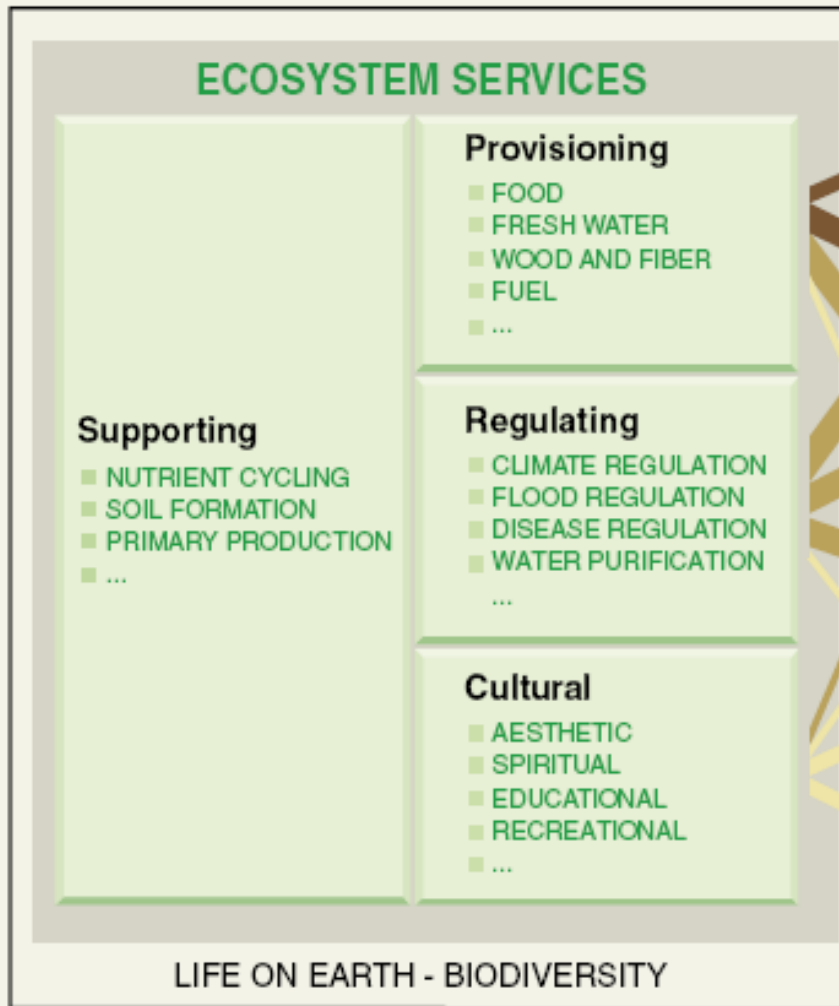 ECOSYSTEM SERVICES
Supporting
NUTRIENT CYCLING
SOIL FORMATION
PRIMARY PRODUCTION
...
Provisioning
FOOD
FRESH WATER
WOOD AND FIBER
FUEL
...
Regulating
CLIMATE REGULATION
FLOOD REGULATION
DISEASE REGULATION
WATER PURIFICATION
...
Cultural
AESTHETIC
SPIRITUAL
EDUCATIONAL
RECREATIONAL
...
LIFE ON EARTH - BIODIVERSITY